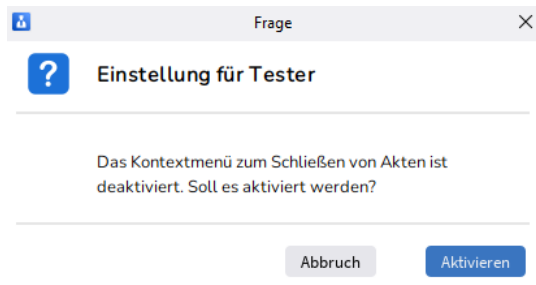 Frage
?
Einstellung für Tester
Das Kontextmenü zum Schließen von Akten ist
deaktiviert. Soll es aktiviert werden?
Abbruch Aktivieren